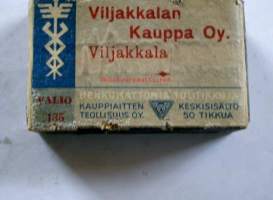 Viljakkalan
Kauppa Oy.
Viljakkala
VALIO
135
KAUPPIAITTEN
TEOLLISUUS OY.
KESKISISÄLTÖ
50 TIKKUA